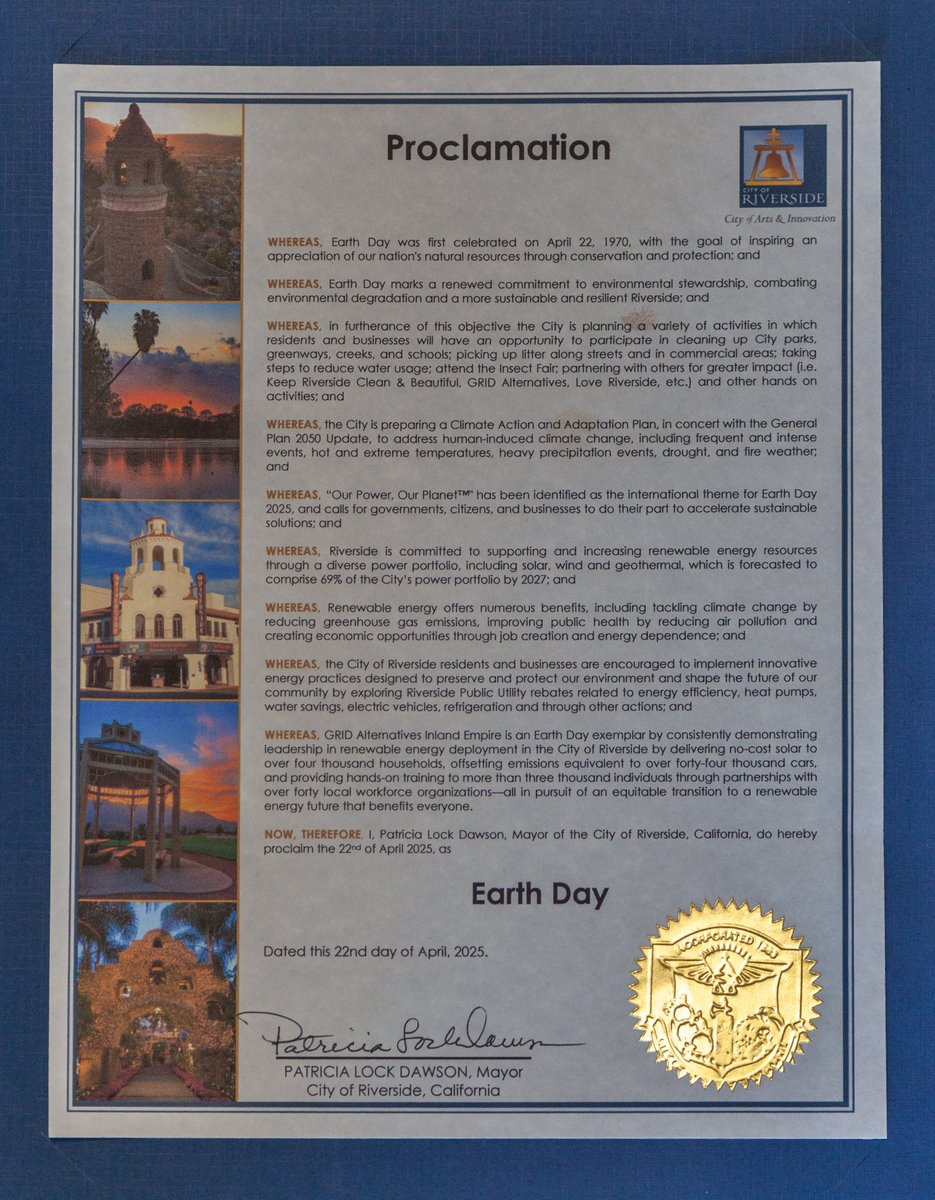 Proclamation
CITY OF
RIVERSIDE
City of Arts & Innovation
WHEREAS, Earth Day was first celebrated on April 22, 1970, with the goal of inspiring an
appreciation of our nation's natural resources through conservation and protection; and
WHEREAS, Earth Day marks a renewed commitment to environmental stewardship, combating
environmental degradation and a more sustainable and resilient Riverside; and
WHEREAS, in furtherance of this objective the City is planning a variety of activities in which
residents and businesses will have an opportunity to participate in cleaning up City parks,
greenways, creeks, and schools; picking up litter along streets and in commercial areas; taking
steps to reduce water usage; attend the Insect Fair; partnering with others for greater impact (i.e.
Keep Riverside Clean & Beautiful, GRID Alternatives, Love Riverside, etc.) and other hands on
activities; and
WHEREAS, the City is preparing a Climate Action and Adaptation Plan, in concert with the General
Plan 2050 Update, to address human-induced climate change, including frequent and intense
events, hot and extreme temperatures, heavy precipitation events, drought, and fire weather;
and
WHEREAS, "Our Power, Our Planet™" has been identified as the international theme for Earth Day
2025, and calls for governments, citizens, and businesses to do their part to accelerate sustainable
solutions; and
WHEREAS, Riverside is committed to supporting and increasing renewable energy resources
through a diverse power portfolio, including solar, wind and geothermal, which is forecasted to
comprise 69% of the City's power portfolio by 2027; and
WHEREAS, Renewable energy offers numerous benefits, including tackling climate change by
reducing greenhouse gas emissions, improving public health by reducing air pollution and
creating economic opportunities through job creation and energy dependence; and
WHEREAS, the City of Riverside residents and businesses are encouraged to implement innovative
energy practices designed to preserve and protect our environment and shape the future of our
community by exploring Riverside Public Utility rebates related to energy efficiency, heat pumps,
water savings, electric vehicles, refrigeration and through other actions; and
WHEREAS, GRID Alternatives Inland Empire is an Earth Day exemplar by consistently demonstrating
leadership in renewable energy deployment in the City of Riverside by delivering no-cost solar to
over four thousand households, offsetting emissions equivalent to over forty-four thousand cars,
and providing hands-on training to more than three thousand individuals through partnerships with
over forty local workforce organizations—all in pursuit of an equitable transition to a renewable
energy future that benefits everyone.
NOW, THEREFORE, I, Patricia Lock Dawson, Mayor of the City of Riverside, California, do hereby
proclaim the 22nd of April 2025, as
Earth Day
Dated this 22nd day of April, 2025.
INCORPORATED 1883
Patricia Lock Dawson
PATRICIA LOCK DAWSON, Mayor
City of Riverside, California